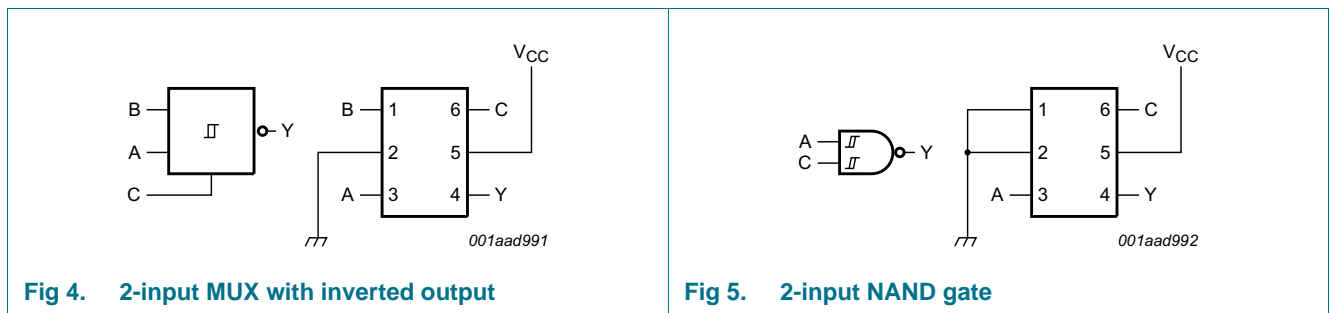 VCC
B
A
C
Y
B 1 6 C
2 5
A 3 4 Y
001aad991
Fig 4. 2-input MUX with inverted output
VCC
A
C
Y
1 6 C
2 5
A 3 4 Y
001aad992
Fig 5. 2-input NAND gate